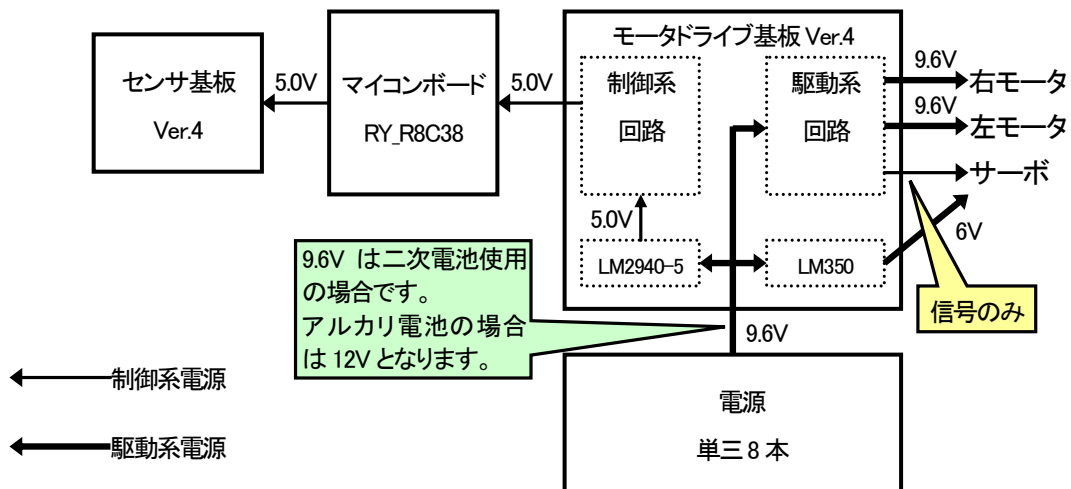 モータドライブ基板 Ver.4
センサ基板
Ver.4
5.0V
マイコンボード
RY_R8C38
5.0V
制御系
回路
駆動系
回路
9.6V
右モータ
9.6V
左モータ
サーボ
5.0V
6V
LM2940-5
LM350
信号のみ
9.6V は二次電池使用
の場合です。
アルカリ電池の場合
は 12V となります。
9.6V
電源
単三 8 本
制御系電源
駆動系電源